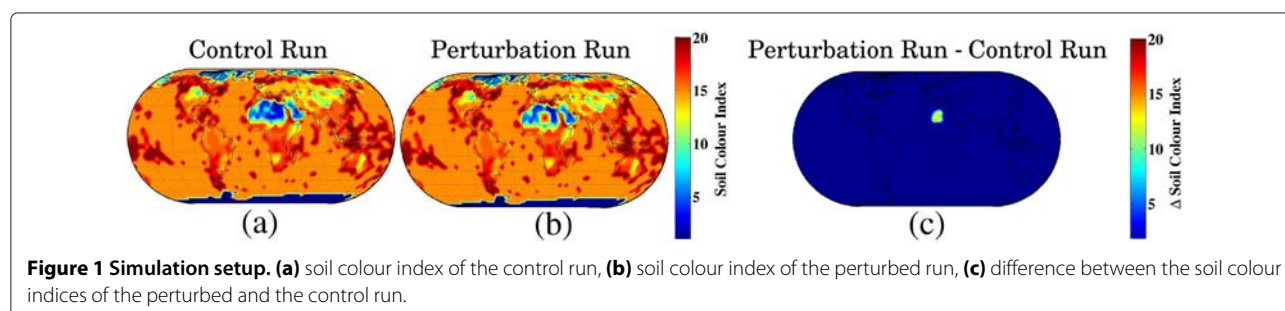 Control Run
Perturbation Run
Perturbation Run - Control Run
20
15
10
5
Soil Colour Index
20
15
10
5
Δ Soil Colour Index
(a)
(b)
(c)
Figure 1 Simulation setup. (a) soil colour index of the control run, (b) soil colour index of the perturbed run, (c) difference between the soil colour
indices of the perturbed and the control run.